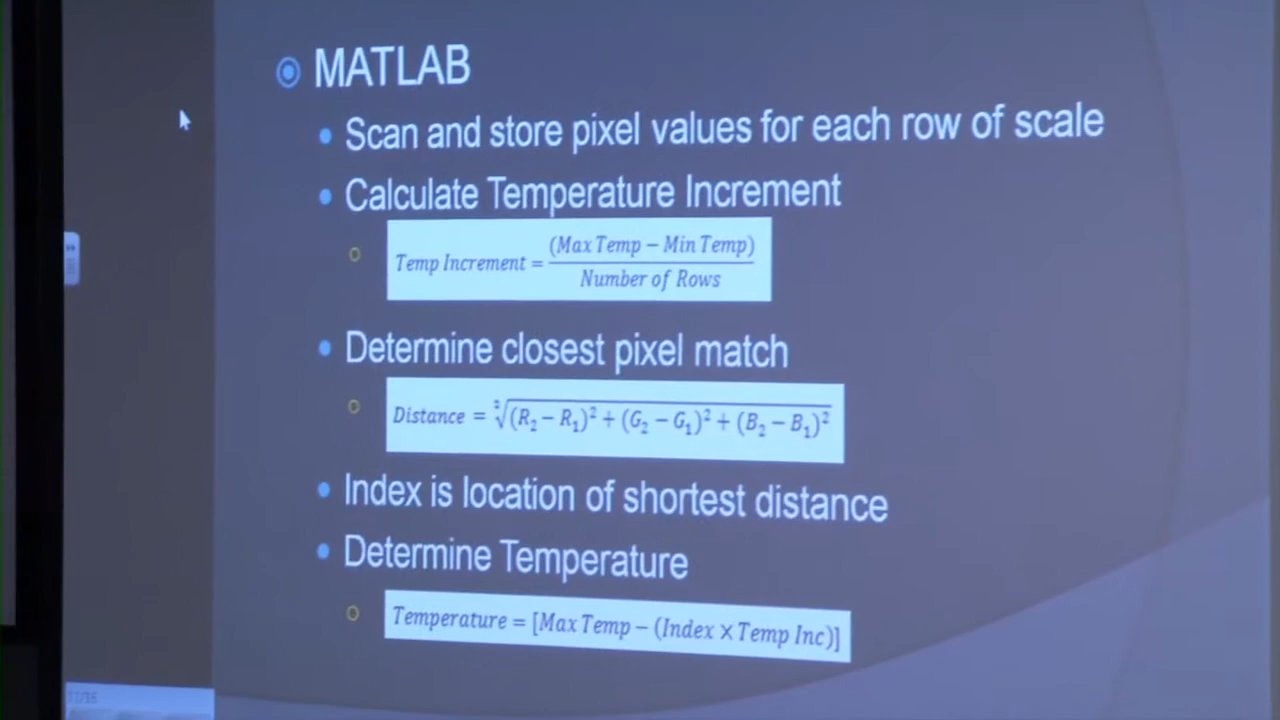 MATLAB
Scan and store pixel values for each row of scale
Calculate Temperature Increment
Temp Increment = (Max Temp − Min Temp) / Number of Rows
Determine closest pixel match
Distance = ²√(R₂ − R₁)² + (G₂ − G₁)² + (B₂ − B₁)²
Index is location of shortest distance
Determine Temperature
Temperature = [Max Temp − (Index × Temp Inc)]